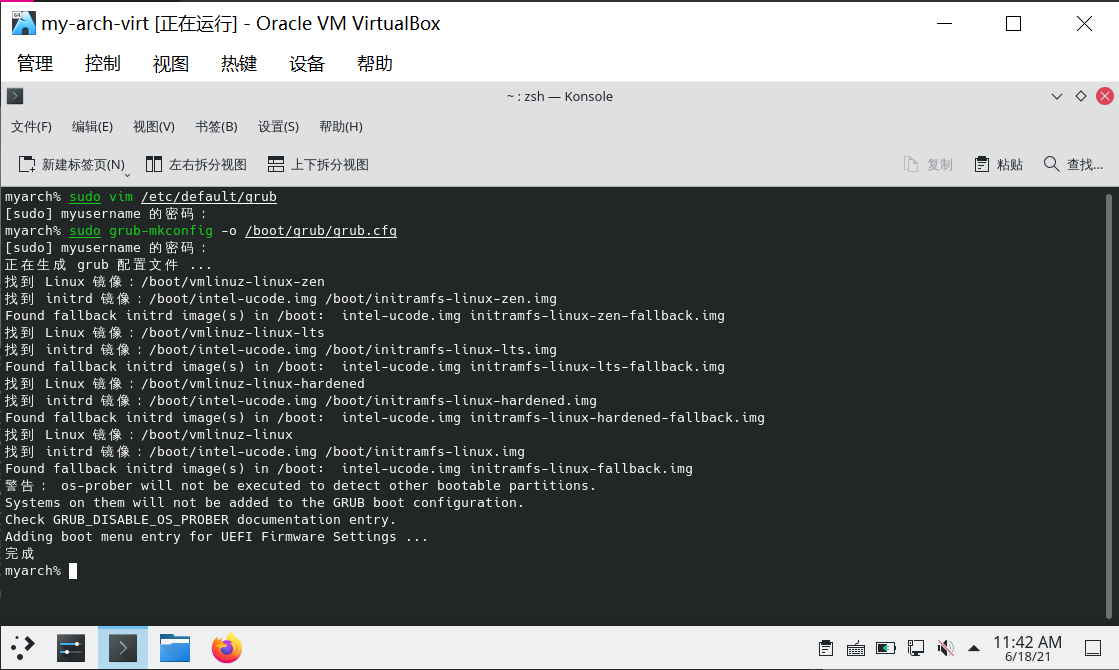 my-arch-virt [正在运行] - Oracle VM VirtualBox
管理 控制 视图 热键 设备 帮助
~ : zsh — Konsole
文件(F) 编辑(E) 视图(V) 书签(B) 设置(S) 帮助(H)
新建标签页(N) 左右拆分视图 上下拆分视图 复制 粘贴 查找...
myarch% sudo vim /etc/default/grub
[sudo] myusername 的密码：
myarch% sudo grub-mkconfig -o /boot/grub/grub.cfg
[sudo] myusername 的密码：
正在生成 grub 配置文件 ...
找到 Linux 镜像：/boot/vmlinuz-linux-zen
找到 initrd 镜像：/boot/intel-ucode.img /boot/initramfs-linux-zen.img
Found fallback initrd image(s) in /boot： intel-ucode.img initramfs-linux-zen-fallback.img
找到 Linux 镜像：/boot/vmlinuz-linux-lts
找到 initrd 镜像：/boot/intel-ucode.img /boot/initramfs-linux-lts.img
Found fallback initrd image(s) in /boot： intel-ucode.img initramfs-linux-lts-fallback.img
找到 Linux 镜像：/boot/vmlinuz-linux-hardened
找到 initrd 镜像：/boot/intel-ucode.img /boot/initramfs-linux-hardened.img
Found fallback initrd image(s) in /boot： intel-ucode.img initramfs-linux-hardened-fallback.img
找到 Linux 镜像：/boot/vmlinuz-linux
找到 initrd 镜像：/boot/intel-ucode.img /boot/initramfs-linux.img
Found fallback initrd image(s) in /boot： intel-ucode.img initramfs-linux-fallback.img
警告： os-prober will not be executed to detect other bootable partitions.
Systems on them will not be added to the GRUB boot configuration.
Check GRUB_DISABLE_OS_PROBER documentation entry.
Adding boot menu entry for UEFI Firmware Settings ...
完成
myarch%
11:42 AM
6/18/21